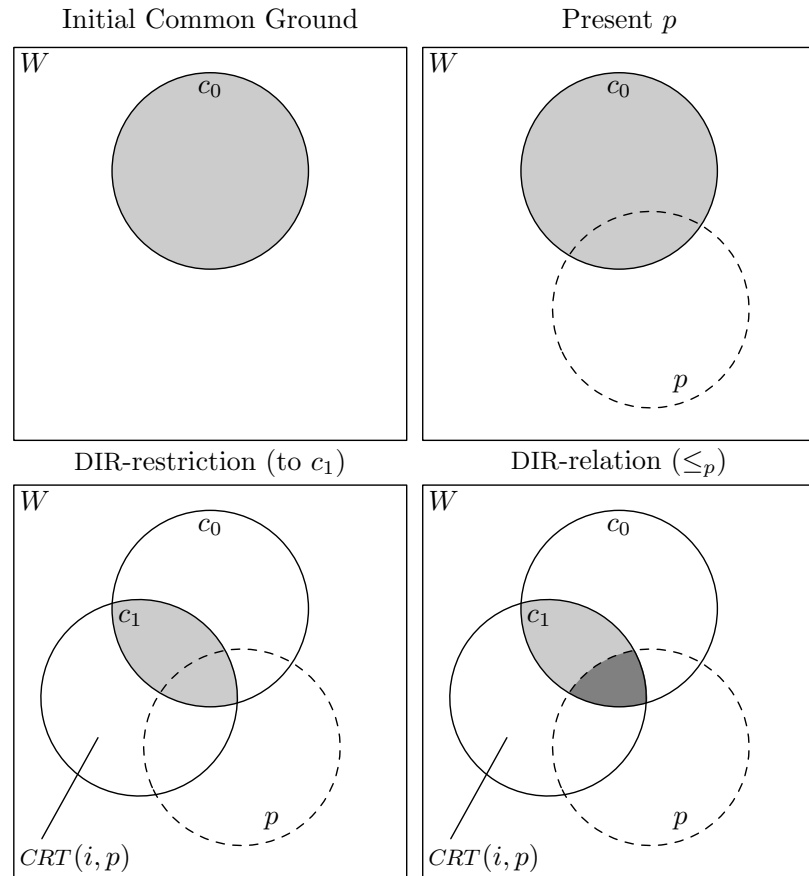 Initial Common Ground
W
c₀
Present p
W
c₀
p
DIR-restriction (to c₁)
W
c₀
c₁
p
CRT(i, p)
DIR-relation (≤ₚ)
W
c₀
c₁
p
CRT(i, p)